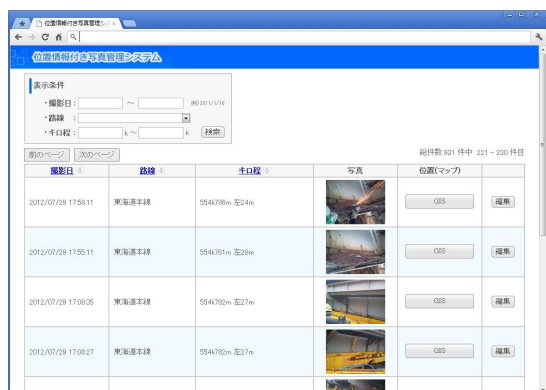 位置情報付き写真管理シス
位置情報付き写真管理システム
表示条件
・撮影日： ～ 例)2011/1/10
・路線 ：
・キロ程： k～ k 検索
前のページ 次のページ 総件数 931 件中 221 - 230 件目
撮影日 路線 キロ程 写真 位置(マップ)
2012/07/29 17:58:11 東海道本線 554k786m 左24m GIS 編集
2012/07/29 17:55:11 東海道本線 554k761m 左28m GIS 編集
2012/07/29 17:08:35 東海道本線 554k782m 左27m GIS 編集
2012/07/29 17:08:27 東海道本線 554k782m 左27m GIS 編集